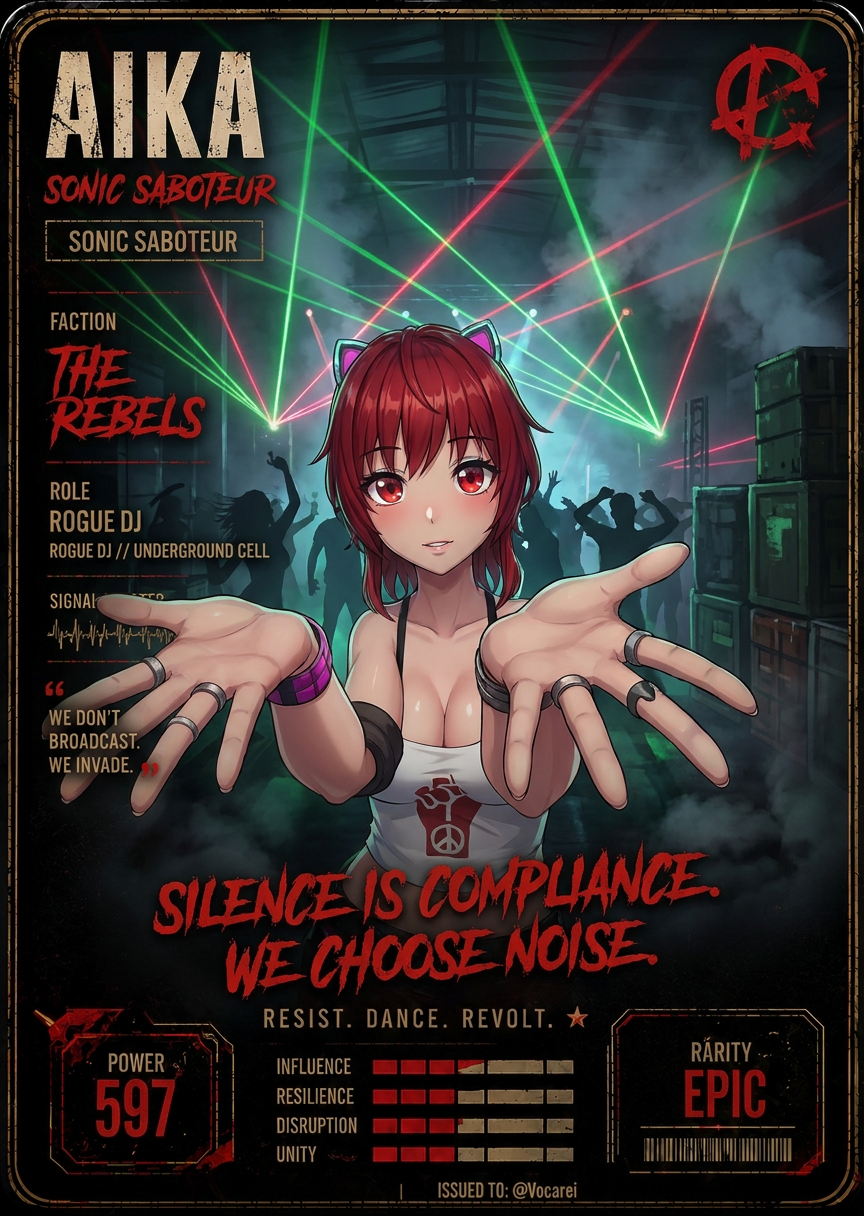 AIKA
SONIC SABOTEUR
SONIC SABOTEUR
FACTION
THE
REBELS
ROLE
ROGUE DJ
ROGUE DJ // UNDERGROUND CELL
SIGNAL
“
WE DON'T
BROADCAST.
WE INVADE. ”
SILENCE IS COMPLIANCE.
WE CHOOSE NOISE.
RESIST. DANCE. REVOLT. ★
POWER
597
INFLUENCE
RESILIENCE
DISRUPTION
UNITY
RÁRITY
EPIC
| ISSUED TO: @Vocarei